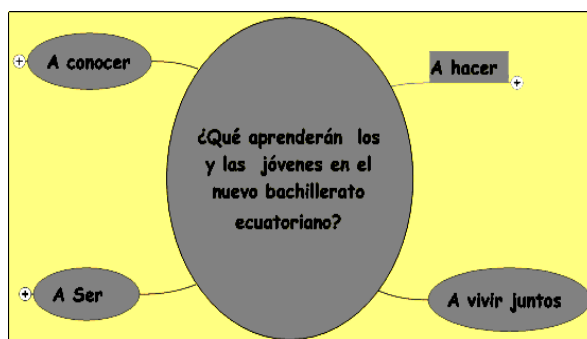 A conocer
A hacer
¿Qué aprenderán los
y las jóvenes en el
nuevo bachillerato
ecuatoriano?
A Ser
A vivir juntos